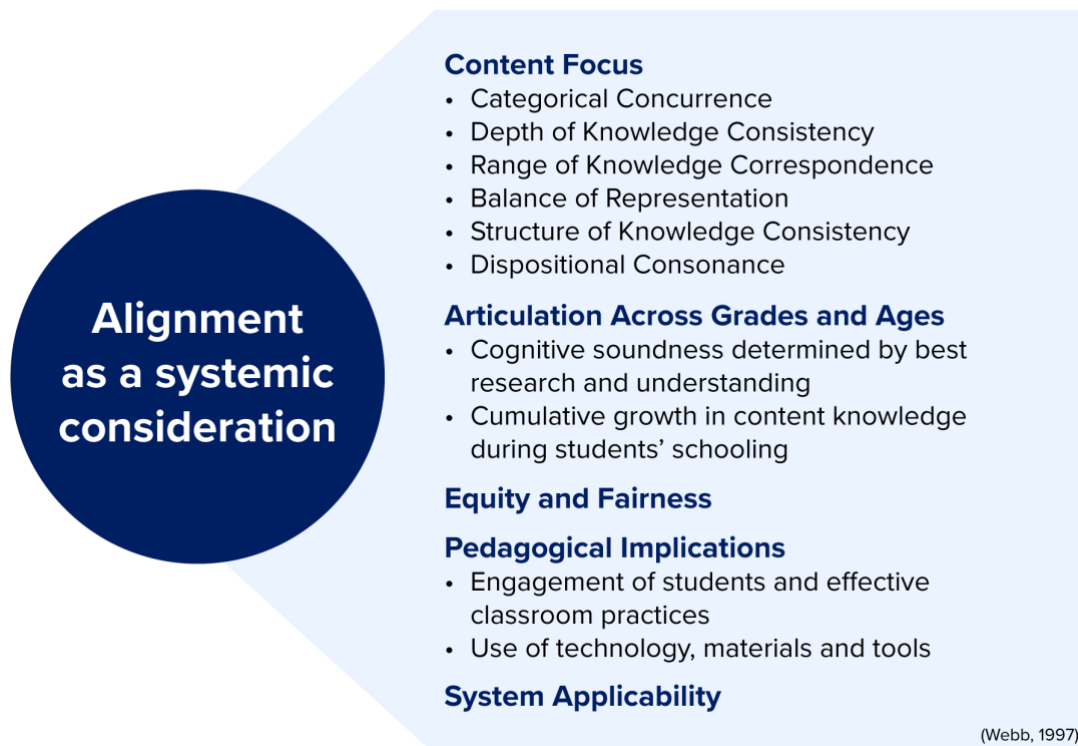 Alignment
as a systemic
consideration
Content Focus
• Categorical Concurrence
• Depth of Knowledge Consistency
• Range of Knowledge Correspondence
• Balance of Representation
• Structure of Knowledge Consistency
• Dispositional Consonance
Articulation Across Grades and Ages
• Cognitive soundness determined by best
research and understanding
• Cumulative growth in content knowledge
during students’ schooling
Equity and Fairness
Pedagogical Implications
• Engagement of students and effective
classroom practices
• Use of technology, materials and tools
System Applicability
(Webb, 1997)